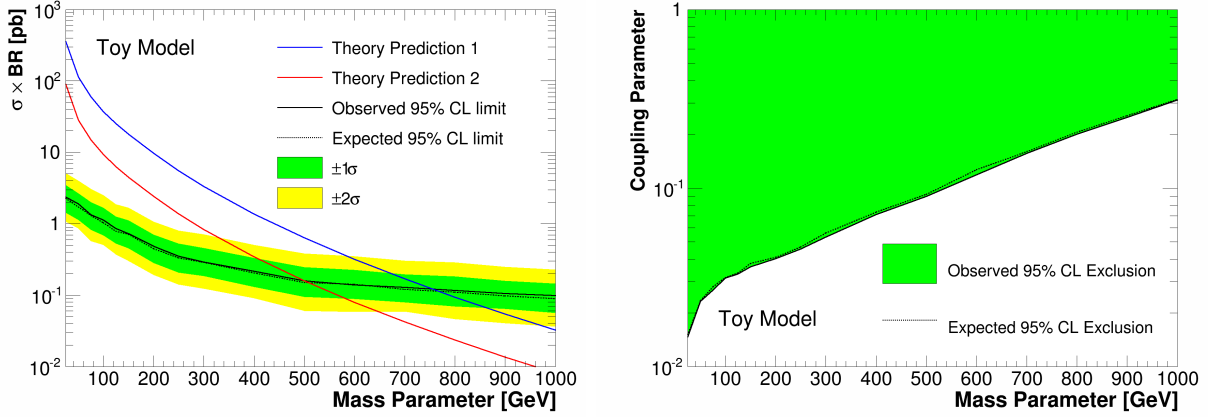 σ × BR [pb]
10³
10²
10
1
10⁻¹
10⁻²
Toy Model
Theory Prediction 1
Theory Prediction 2
Observed 95% CL limit
Expected 95% CL limit
±1σ
±2σ
100 200 300 400 500 600 700 800 900 1000
Mass Parameter [GeV]
Coupling Parameter
1
10⁻¹
10⁻²
Observed 95% CL Exclusion
Toy Model
Expected 95% CL Exclusion
100 200 300 400 500 600 700 800 900 1000
Mass Parameter [GeV]